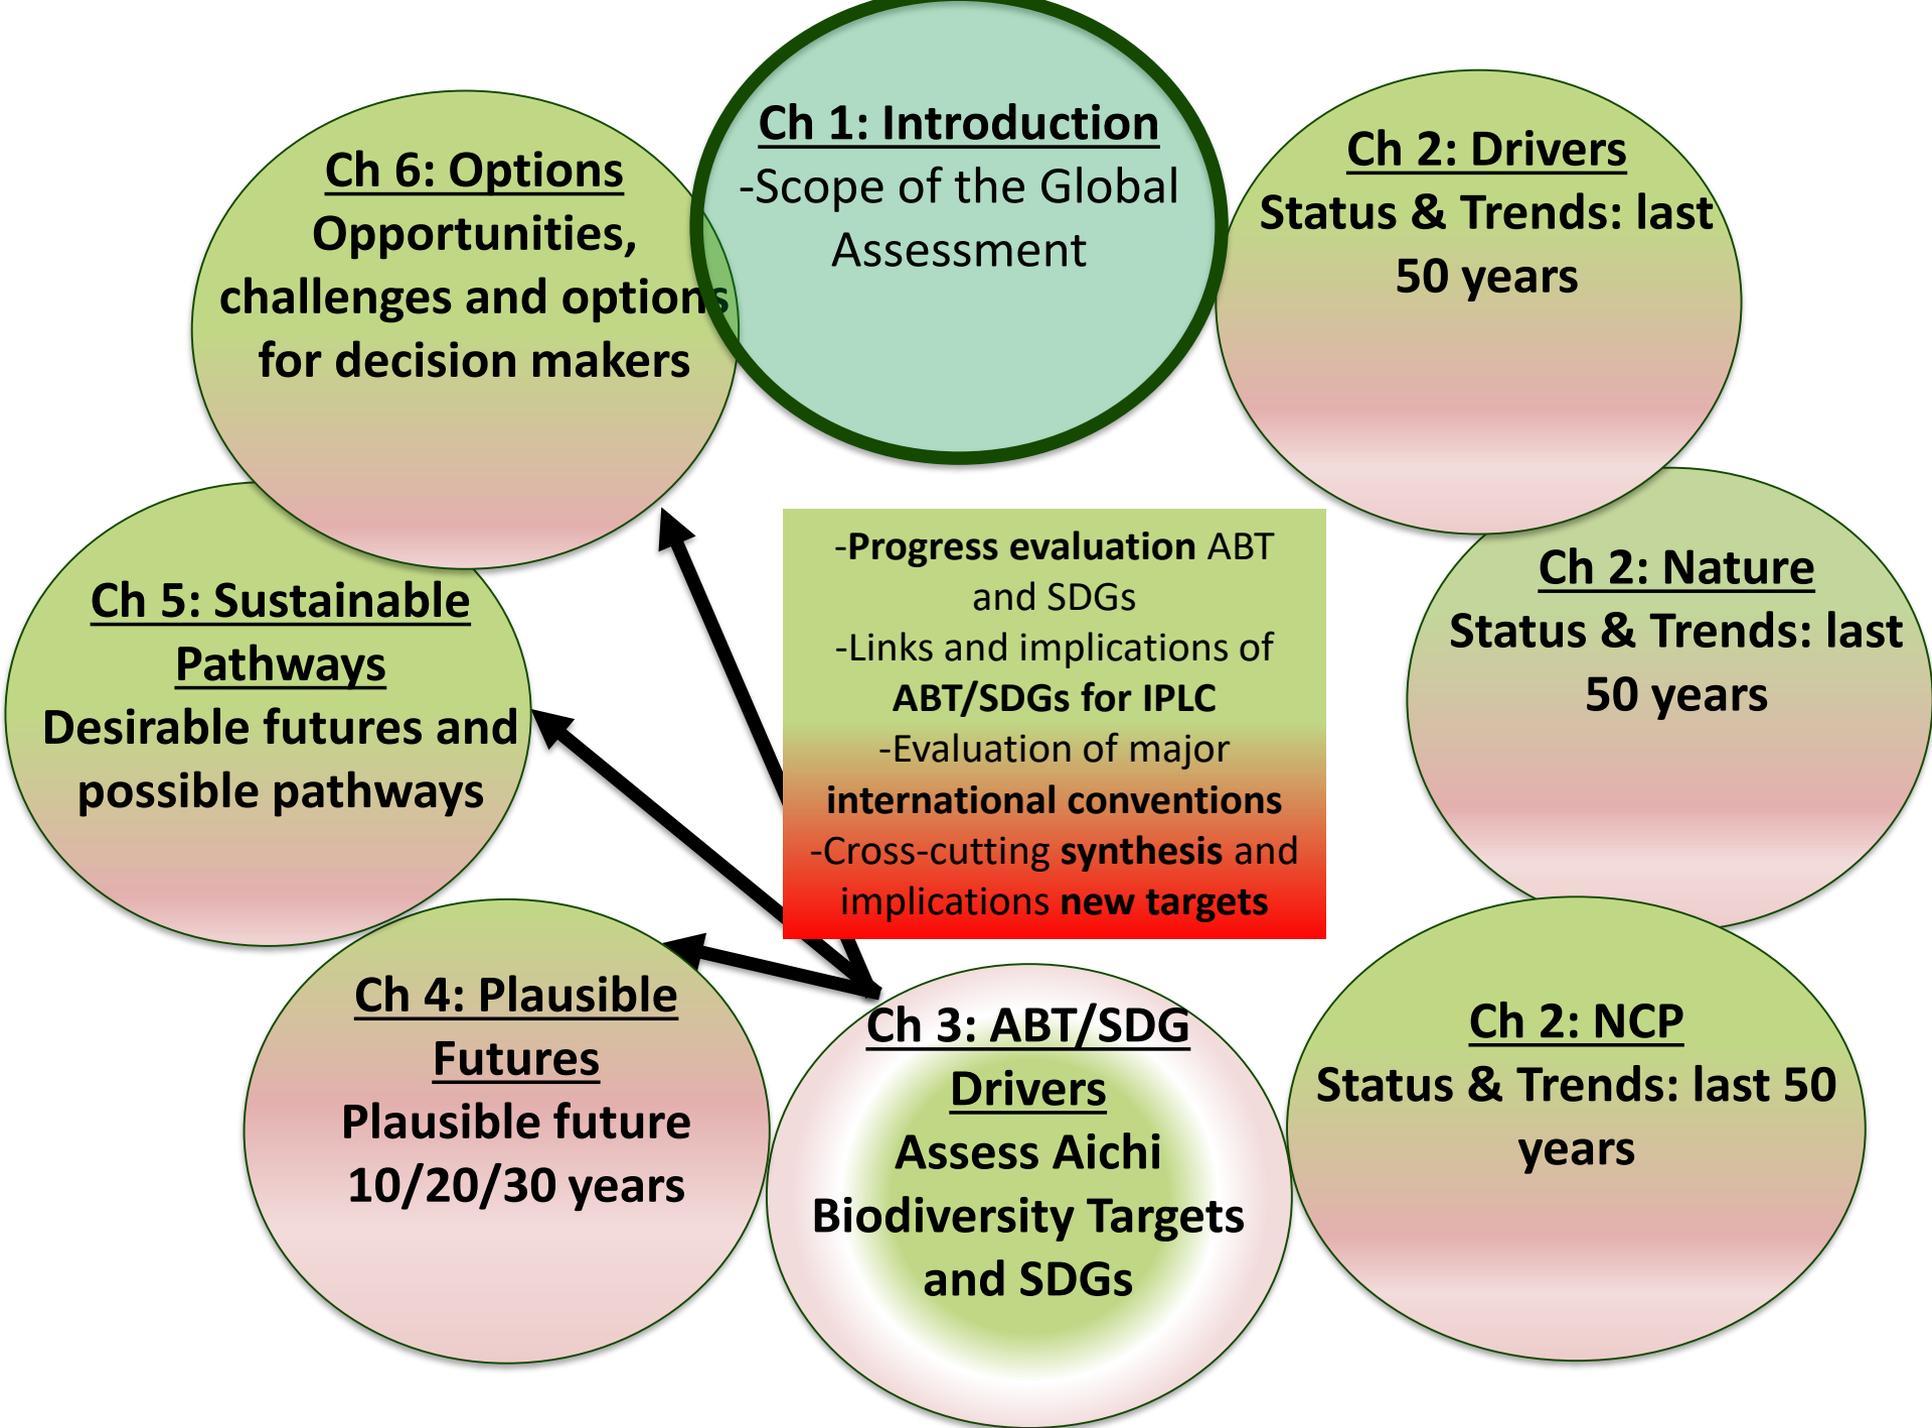 Ch 1: Introduction
-Scope of the Global
Assessment
Ch 2: Drivers
Status & Trends: last
50 years
Ch 2: Nature
Status & Trends: last
50 years
Ch 2: NCP
Status & Trends: last 50
years
Ch 3: ABT/SDG
Drivers
Assess Aichi
Biodiversity Targets
and SDGs
Ch 4: Plausible
Futures
Plausible future
10/20/30 years
Ch 5: Sustainable
Pathways
Desirable futures and
possible pathways
Ch 6: Options
Opportunities,
challenges and options
for decision makers
-Progress evaluation ABT
and SDGs
-Links and implications of
ABT/SDGs for IPLC
-Evaluation of major
international conventions
-Cross-cutting synthesis and
implications new targets